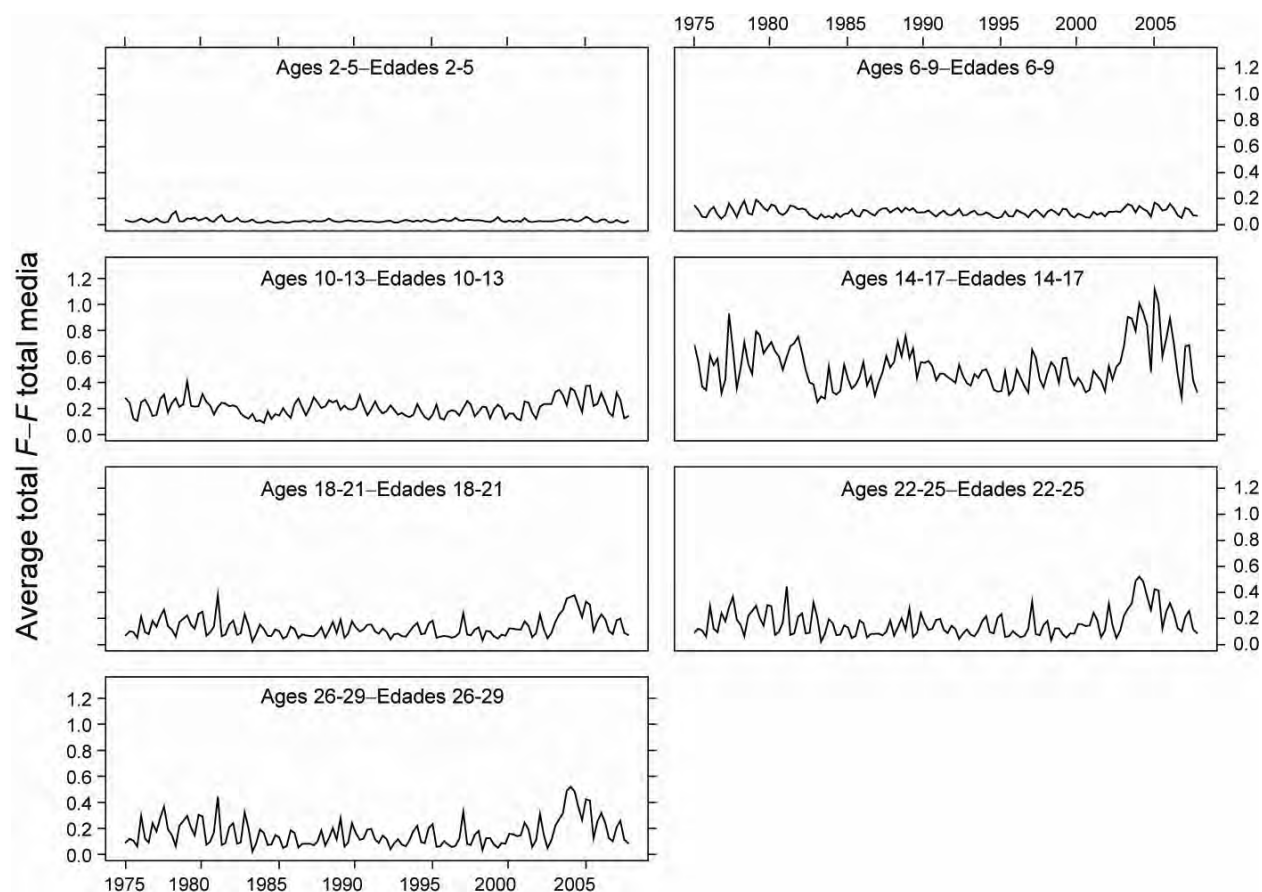 1975 1980 1985 1990 1995 2000 2005
Ages 2-5–Edades 2-5
Ages 6-9–Edades 6-9
1.2
1.0
0.8
0.6
0.4
0.2
0.0
Ages 10-13–Edades 10-13
1.2
1.0
0.8
0.6
0.4
0.2
0.0
Ages 14-17–Edades 14-17
Average total F–F total media
Ages 18-21–Edades 18-21
Ages 22-25–Edades 22-25
1.2
1.0
0.8
0.6
0.4
0.2
0.0
Ages 26-29–Edades 26-29
1.2
1.0
0.8
0.6
0.4
0.2
0.0
1975 1980 1985 1990 1995 2000 2005